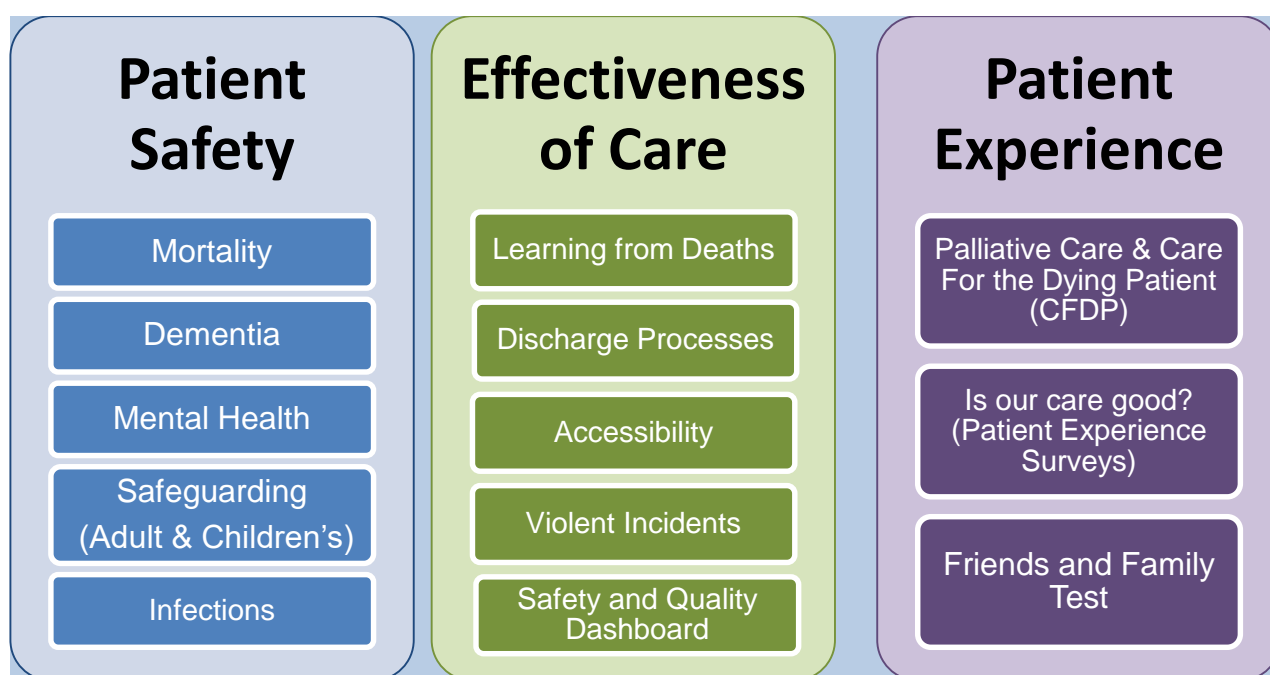 Patient
Safety
Mortality
Dementia
Mental Health
Safeguarding
(Adult & Children’s)
Infections
Effectiveness
of Care
Learning from Deaths
Discharge Processes
Accessibility
Violent Incidents
Safety and Quality
Dashboard
Patient
Experience
Palliative Care & Care
For the Dying Patient
(CFDP)
Is our care good?
(Patient Experience
Surveys)
Friends and Family
Test